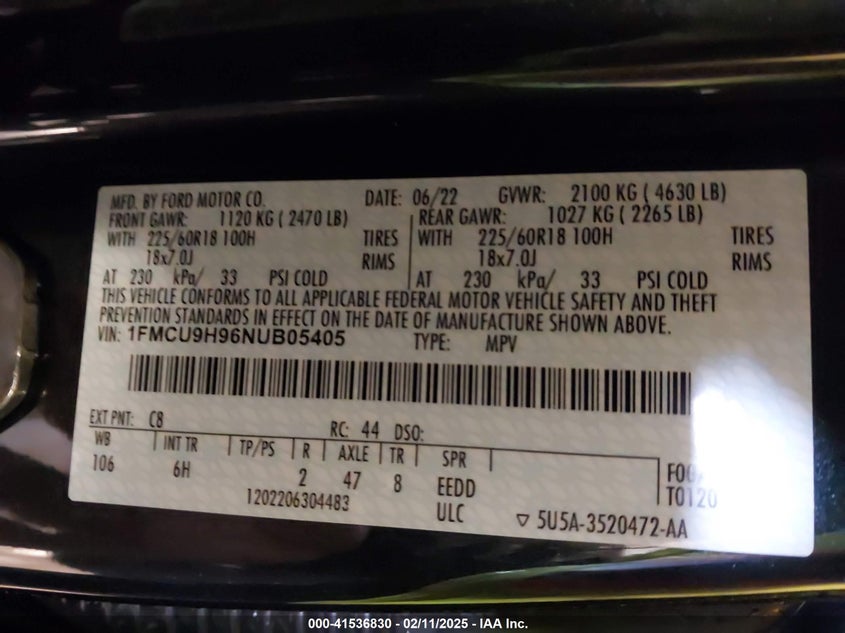 MFD. BY FORD MOTOR CO. DATE: 06/22 GVWR: 2100 KG ( 4630 LB)
FRONT GAWR: 1120 KG ( 2470 LB) REAR GAWR: 1027 KG ( 2265 LB)
WITH 225/60R18 100H TIRES WITH 225/60R18 100H TIRES
18x7.0J RIMS 18x7.0J RIMS
AT 230 kPa/ 33 PSI COLD AT 230 kPa/ 33 PSI COLD
THIS VEHICLE CONFORMS TO ALL APPLICABLE FEDERAL MOTOR VEHICLE SAFETY AND THEFT
PREVENTION STANDARDS IN EFFECT ON THE DATE OF MANUFACTURE SHOWN ABOVE.
VIN: 1FMCU9H96NUB05405 TYPE: MPV
EXT PNT: C8 RC: 44 DSO:
WB INT TR TP/PS R AXLE TR SPR
106 6H 2 47 8 EEDD
1202206304483 ULC T0120
5U5A-3520472-AA
000-41536830 - 02/11/2025 - IAA Inc.